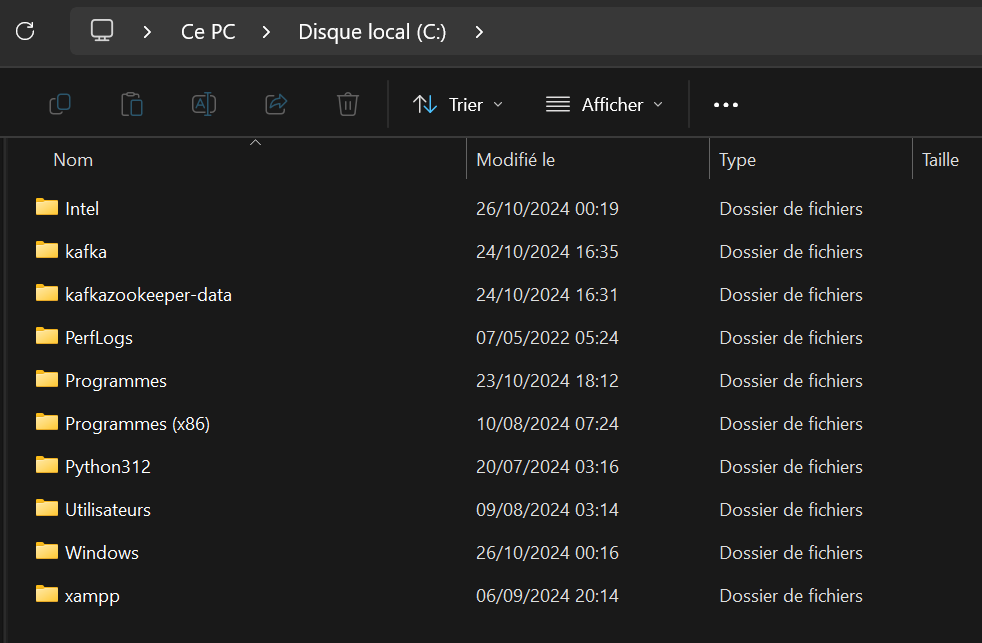 Ce PC > Disque local (C:) >
Trier Afficher
Nom Modifié le Type Taille
Intel 26/10/2024 00:19 Dossier de fichiers
kafka 24/10/2024 16:35 Dossier de fichiers
kafkazookeeper-data 24/10/2024 16:31 Dossier de fichiers
PerfLogs 07/05/2022 05:24 Dossier de fichiers
Programmes 23/10/2024 18:12 Dossier de fichiers
Programmes (x86) 10/08/2024 07:24 Dossier de fichiers
Python312 20/07/2024 03:16 Dossier de fichiers
Utilisateurs 09/08/2024 03:14 Dossier de fichiers
Windows 26/10/2024 00:16 Dossier de fichiers
xampp 06/09/2024 20:14 Dossier de fichiers